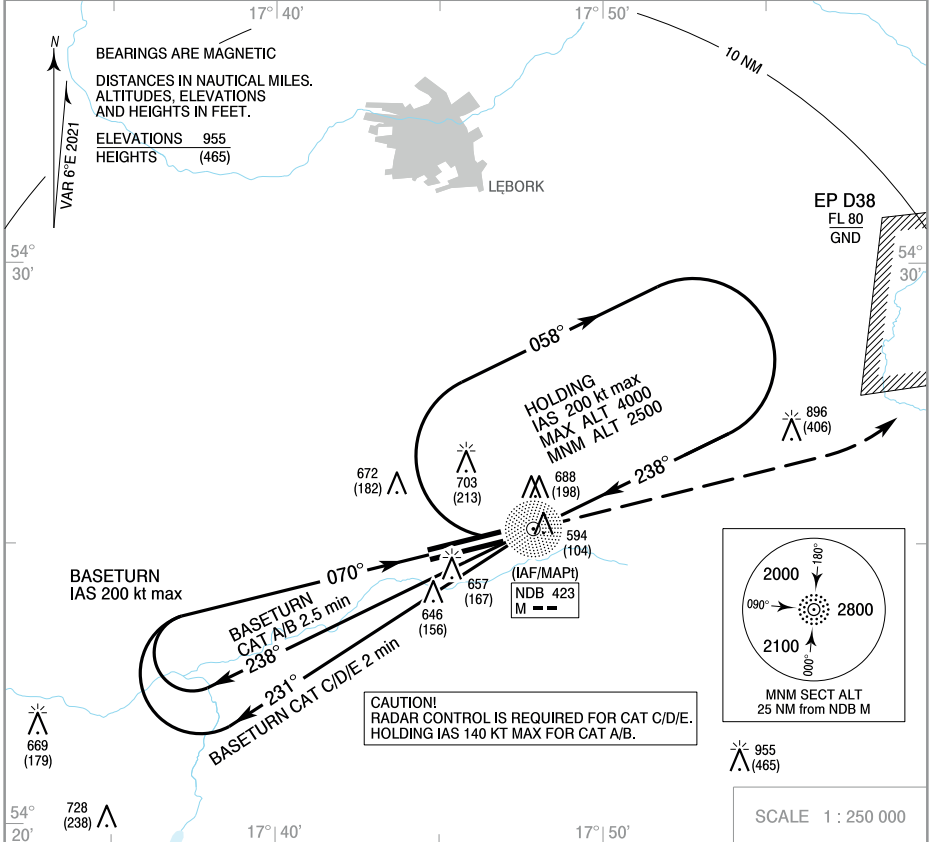 17° 40'
17° 50'
N
VAR 6°E 2021
BEARINGS ARE MAGNETIC
DISTANCES IN NAUTICAL MILES.
ALTITUDES, ELEVATIONS
AND HEIGHTS IN FEET.
ELEVATIONS 955
HEIGHTS (465)
10 NM
LĘBORK
EP D38
FL 80
GND
54°
30'
54°
30'
058°
HOLDING
IAS 200 kt max
MAX ALT 4000
MNM ALT 2500
238°
896
(406)
672
(182)
703
(213)
688
(198)
594
(104)
(IAF/MAPt)
NDB 423
M
657
(167)
646
(156)
BASETURN
IAS 200 kt max
070°
BASETURN
CAT A/B 2.5 min
238°
231°
BASETURN CAT C/D/E 2 min
180°
2000
090°
2800
2100
000°
MNM SECT ALT
25 NM from NDB M
CAUTION!
RADAR CONTROL IS REQUIRED FOR CAT C/D/E.
HOLDING IAS 140 KT MAX FOR CAT A/B.
669
(179)
955
(465)
728
(238)
54°
20'
17° 40'
17° 50'
SCALE 1 : 250 000